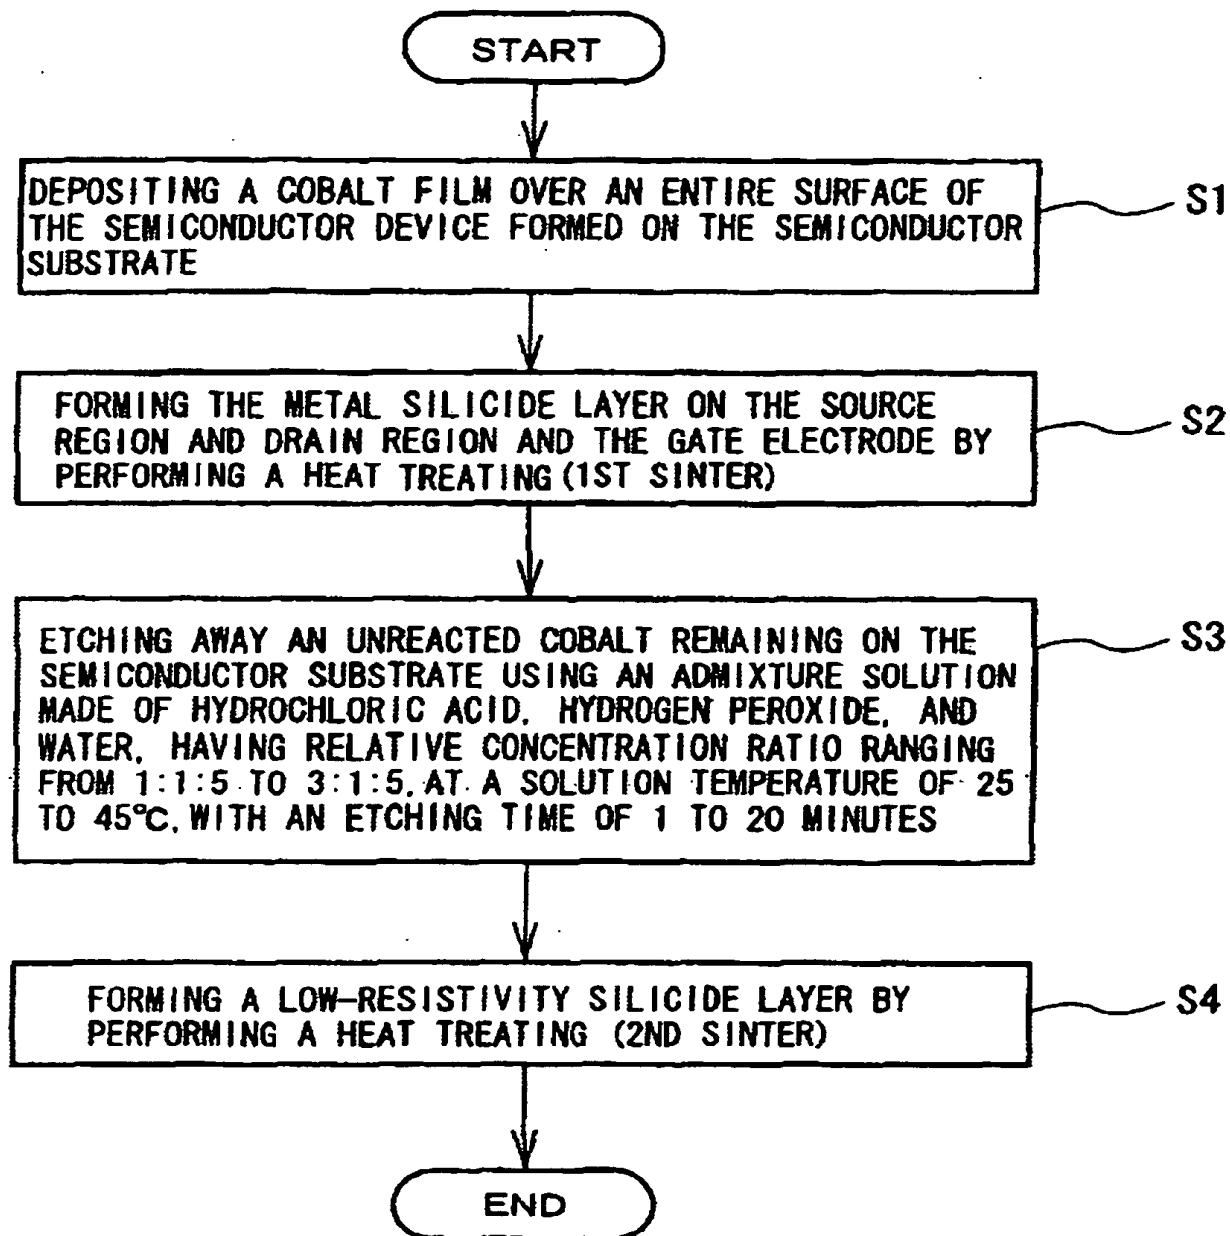 START
DEPOSITING A COBALT FILM OVER AN ENTIRE SURFACE OF
THE SEMICONDUCTOR DEVICE FORMED ON THE SEMICONDUCTOR
SUBSTRATE
S1
FORMING THE METAL SILICIDE LAYER ON THE SOURCE
REGION AND DRAIN REGION AND THE GATE ELECTRODE BY
PERFORMING A HEAT TREATING (1ST SINTER)
S2
ETCHING AWAY AN UNREACTED COBALT REMAINING ON THE
SEMICONDUCTOR SUBSTRATE USING AN ADMIXTURE SOLUTION
MADE OF HYDROCHLORIC ACID, HYDROGEN PEROXIDE, AND
WATER, HAVING RELATIVE CONCENTRATION RATIO RANGING
FROM 1:1:5 TO 3:1:5, AT A SOLUTION TEMPERATURE OF 25
TO 45°C, WITH AN ETCHING TIME OF 1 TO 20 MINUTES
S3
FORMING A LOW-RESISTIVITY SILICIDE LAYER BY
PERFORMING A HEAT TREATING (2ND SINTER)
S4
END